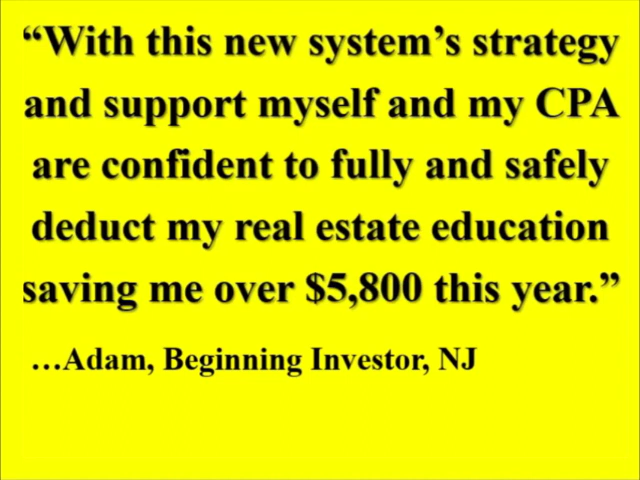 “With this new system’s strategy
and support myself and my CPA
are confident to fully and safely
deduct my real estate education
saving me over $5,800 this year.”
…Adam, Beginning Investor, NJ